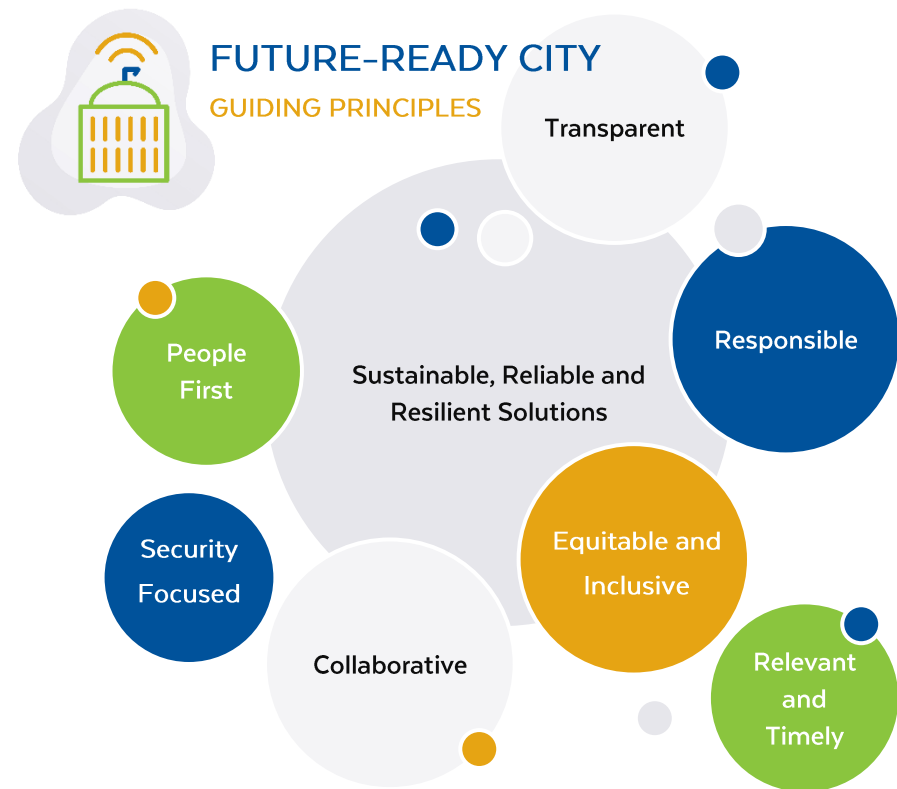 FUTURE-READY CITY
GUIDING PRINCIPLES
Transparent
Responsible
People
First
Sustainable, Reliable and
Resilient Solutions
Security
Focused
Equitable and
Inclusive
Collaborative
Relevant
and
Timely